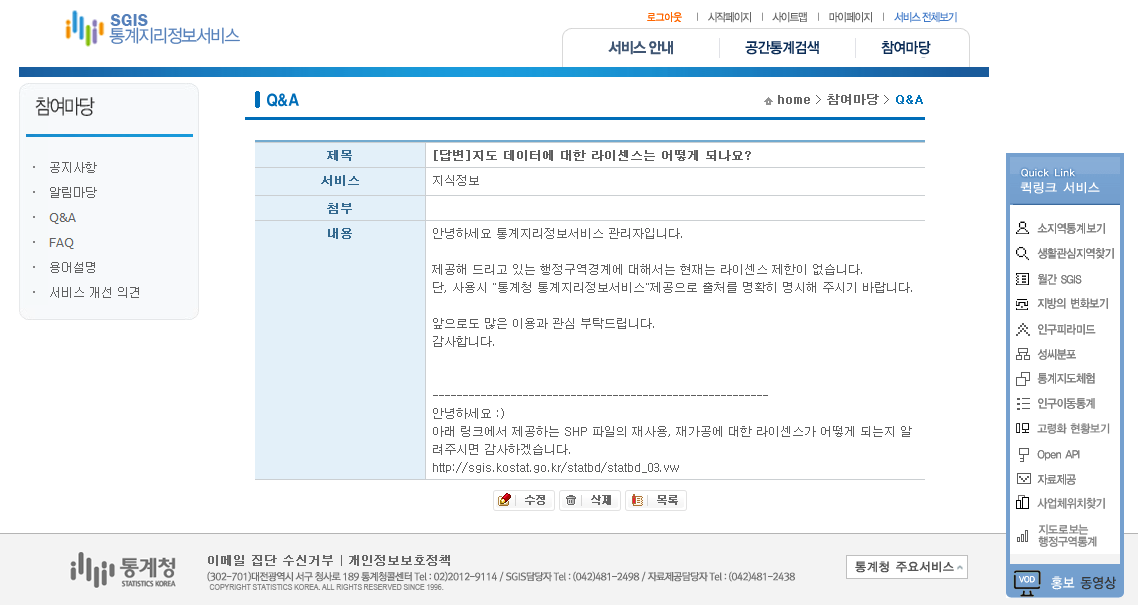 SGIS
통계지리정보서비스
로그아웃 | 시작페이지 | 사이트맵 | 마이페이지 | 서비스 전체보기
서비스 안내 공간통계검색 참여마당
참여마당
· 공지사항
· 알림마당
· Q&A
· FAQ
· 용어설명
· 서비스 개선 의견
Q&A
home > 참여마당 > Q&A
제목 [답변]지도 데이터에 대한 라이센스는 어떻게 되나요?
서비스 지식정보
첨부
내용 안녕하세요 통계지리정보서비스 관리자입니다.
제공해 드리고 있는 행정구역경계에 대해서는 현재는 라이센스 제한이 없습니다.
단, 사용시 "통계청 통계지리정보서비스"제공으로 출처를 명확히 명시해 주시기 바랍니다.
앞으로도 많은 이용과 관심 부탁드립니다.
감사합니다.
--------------------------------------------------------
안녕하세요 :)
아래 링크에서 제공하는 SHP 파일의 재사용, 재가공에 대한 라이센스가 어떻게 되는지 알
려주시면 감사하겠습니다.
http://sgis.kostat.go.kr/statbd/statbd_03.vw
수정 삭제 목록
Quick Link
퀵링크 서비스
소지역통계보기
생활관심지역찾기
월간 SGIS
지방의 변화보기
인구피라미드
성씨분포
통계지도체험
인구이동통계
고령화 현황보기
Open API
자료제공
사업체위치찾기
지도로보는
행정구역통계
VOD 홍보 동영상
통계청
STATISTICS KOREA
이메일 집단 수신거부 | 개인정보보호정책
(302-701)대전광역시 서구 청사로 189 통계청콜센터 Tel : 02)2012-9114 / SGIS담당자 Tel : (042)481-2498 / 자료제공담당자 Tel : (042)481-2438
COPYRIGHT STATISTICS KOREA. ALL RIGHTS RESERVED SINCE 1996.
통계청 주요서비스